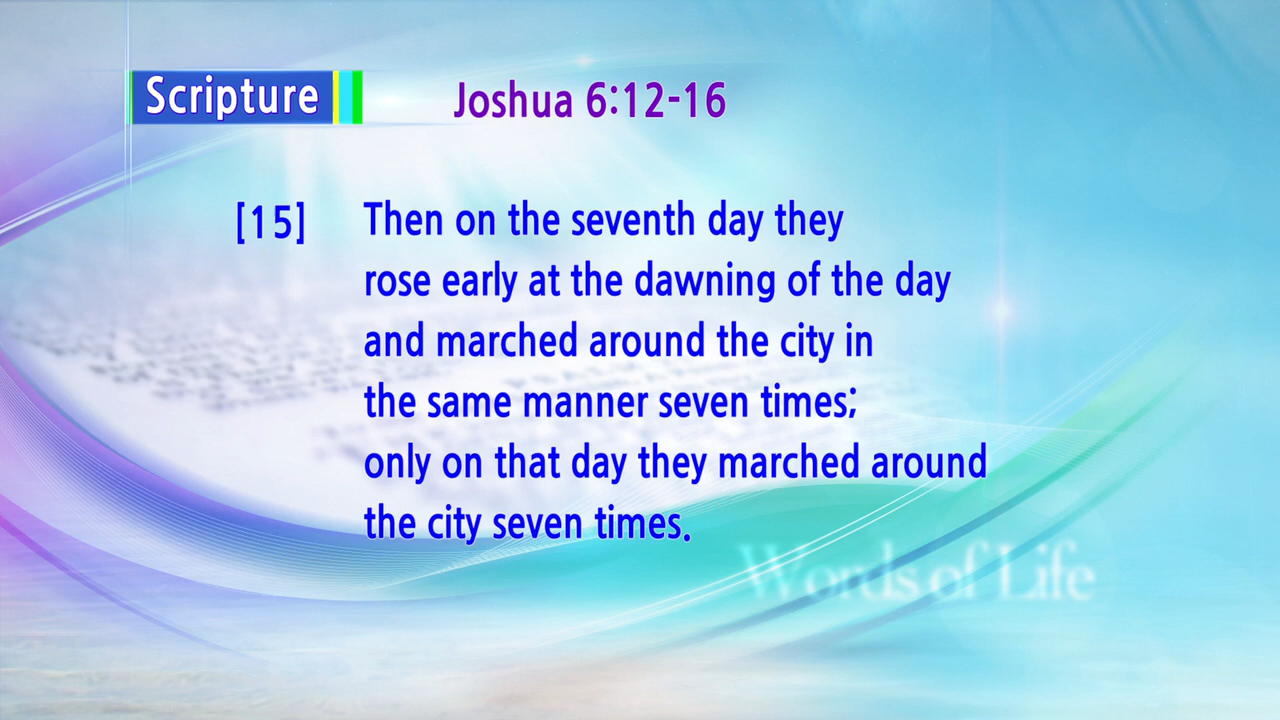 Scripture Joshua 6:12-16
[15] Then on the seventh day they
rose early at the dawning of the day
and marched around the city in
the same manner seven times;
only on that day they marched around
the city seven times.
Words of Life